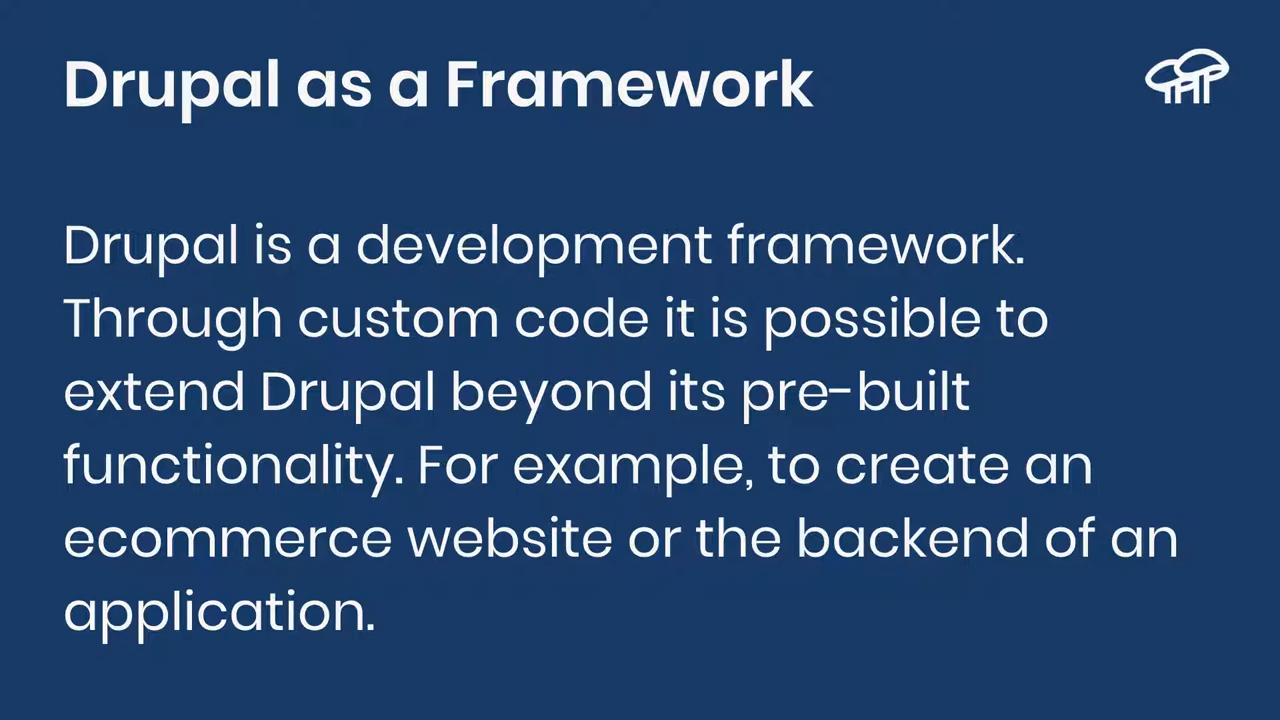 Drupal as a Framework
Drupal is a development framework.
Through custom code it is possible to
extend Drupal beyond its pre-built
functionality. For example, to create an
ecommerce website or the backend of an
application.